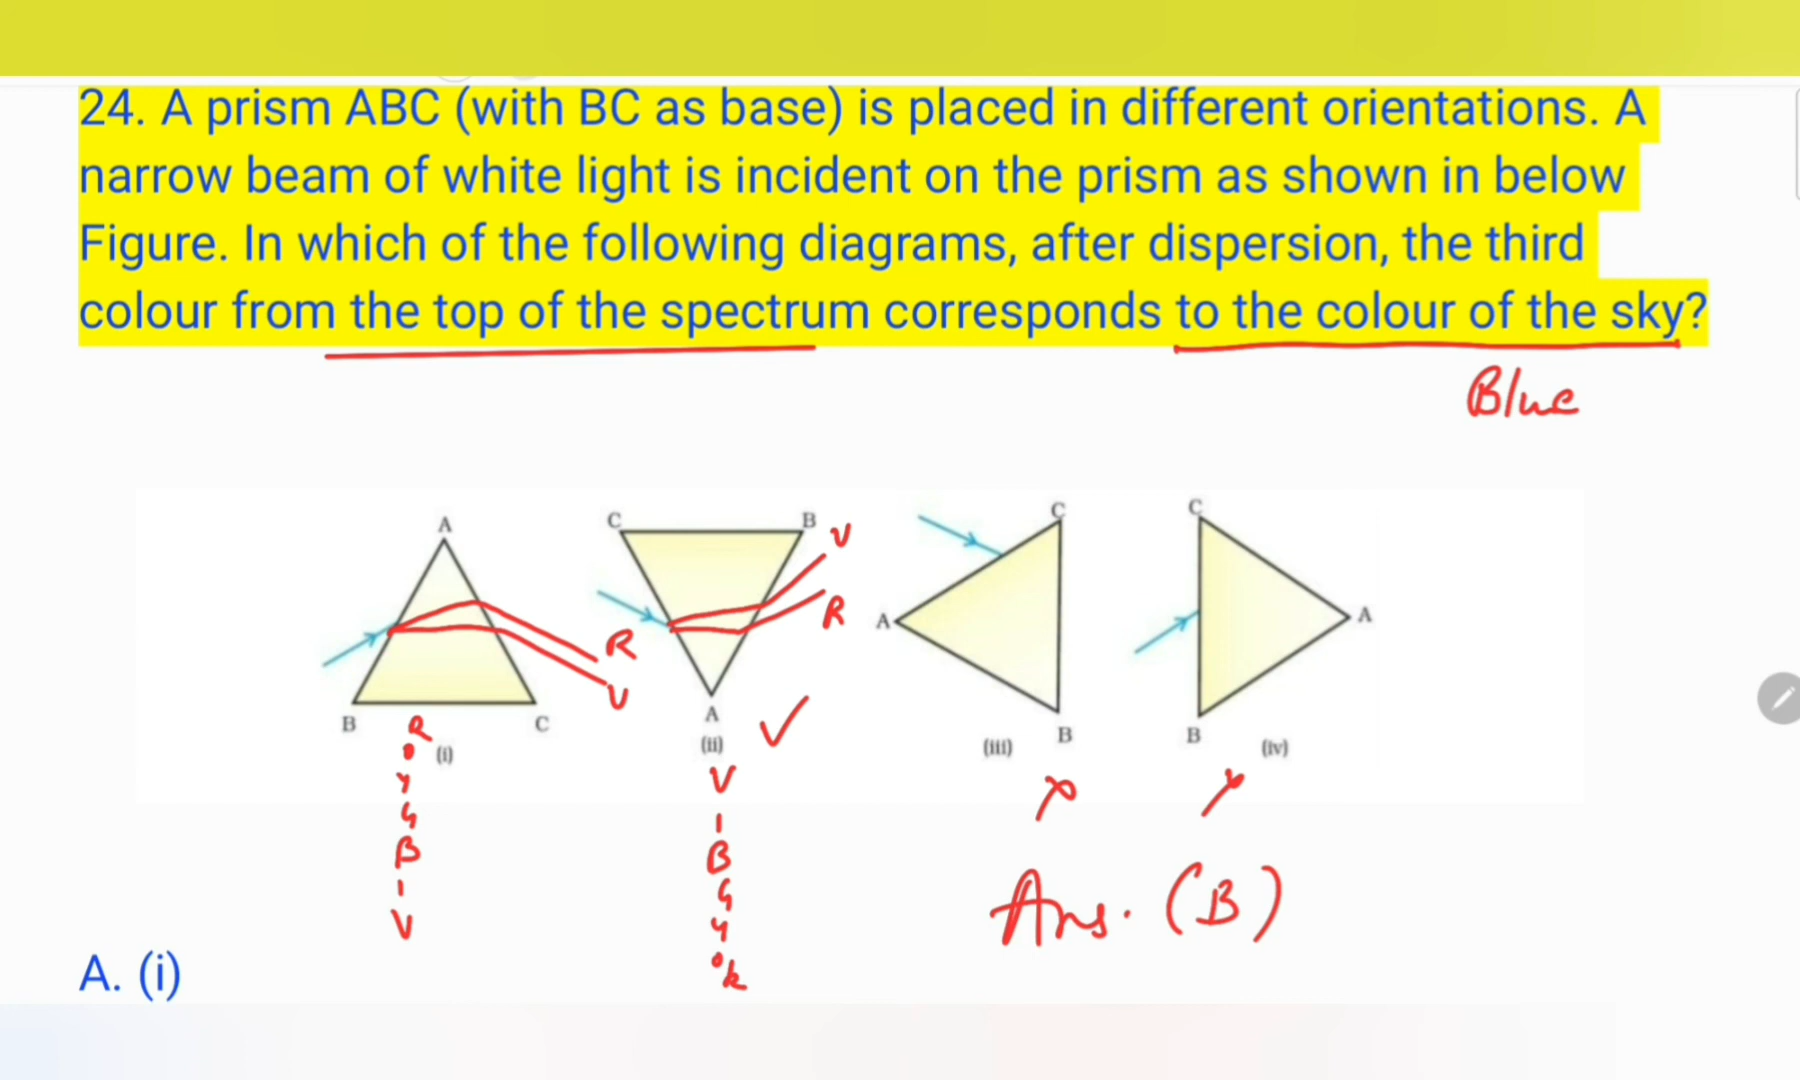 24. A prism ABC (with BC as base) is placed in different orientations. A
narrow beam of white light is incident on the prism as shown in below
Figure. In which of the following diagrams, after dispersion, the third
colour from the top of the spectrum corresponds to the colour of the sky?
Blue
A
B
C
(i)
R
V
C
B
A
(ii)
V
R
A
C
B
(iii)
C
A
B
(iv)
R
O
Y
G
B
I
V
V
I
B
G
Y
O
R
Ans. (B)
A. (i)